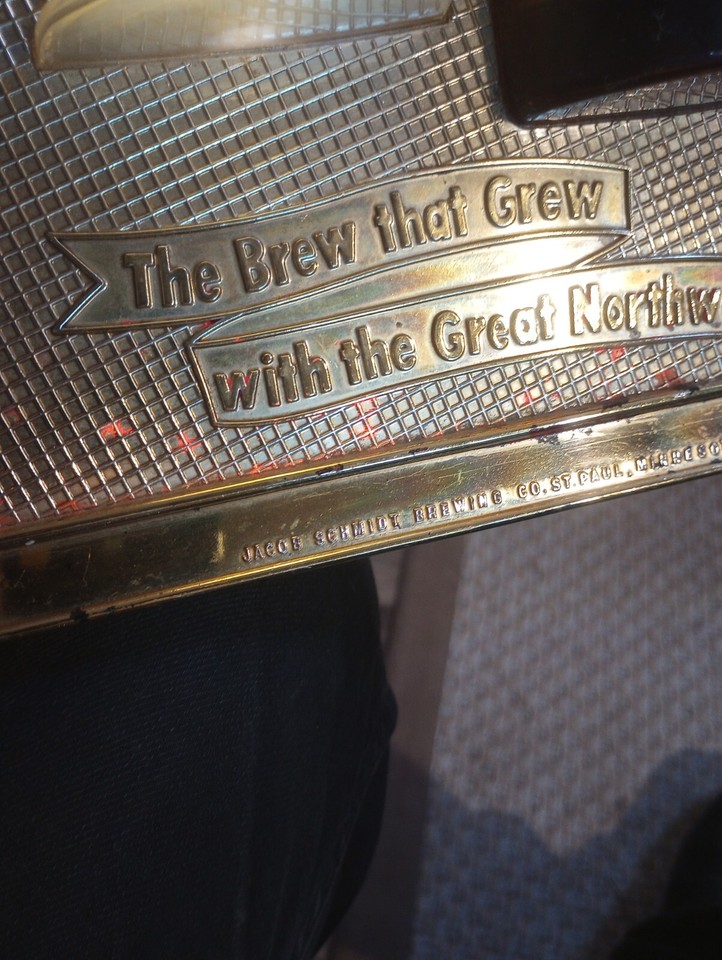 The Brew that Grew
with the Great Northw
JACOB SCHMIDT BREWING CO. ST. PAUL, MINNESO